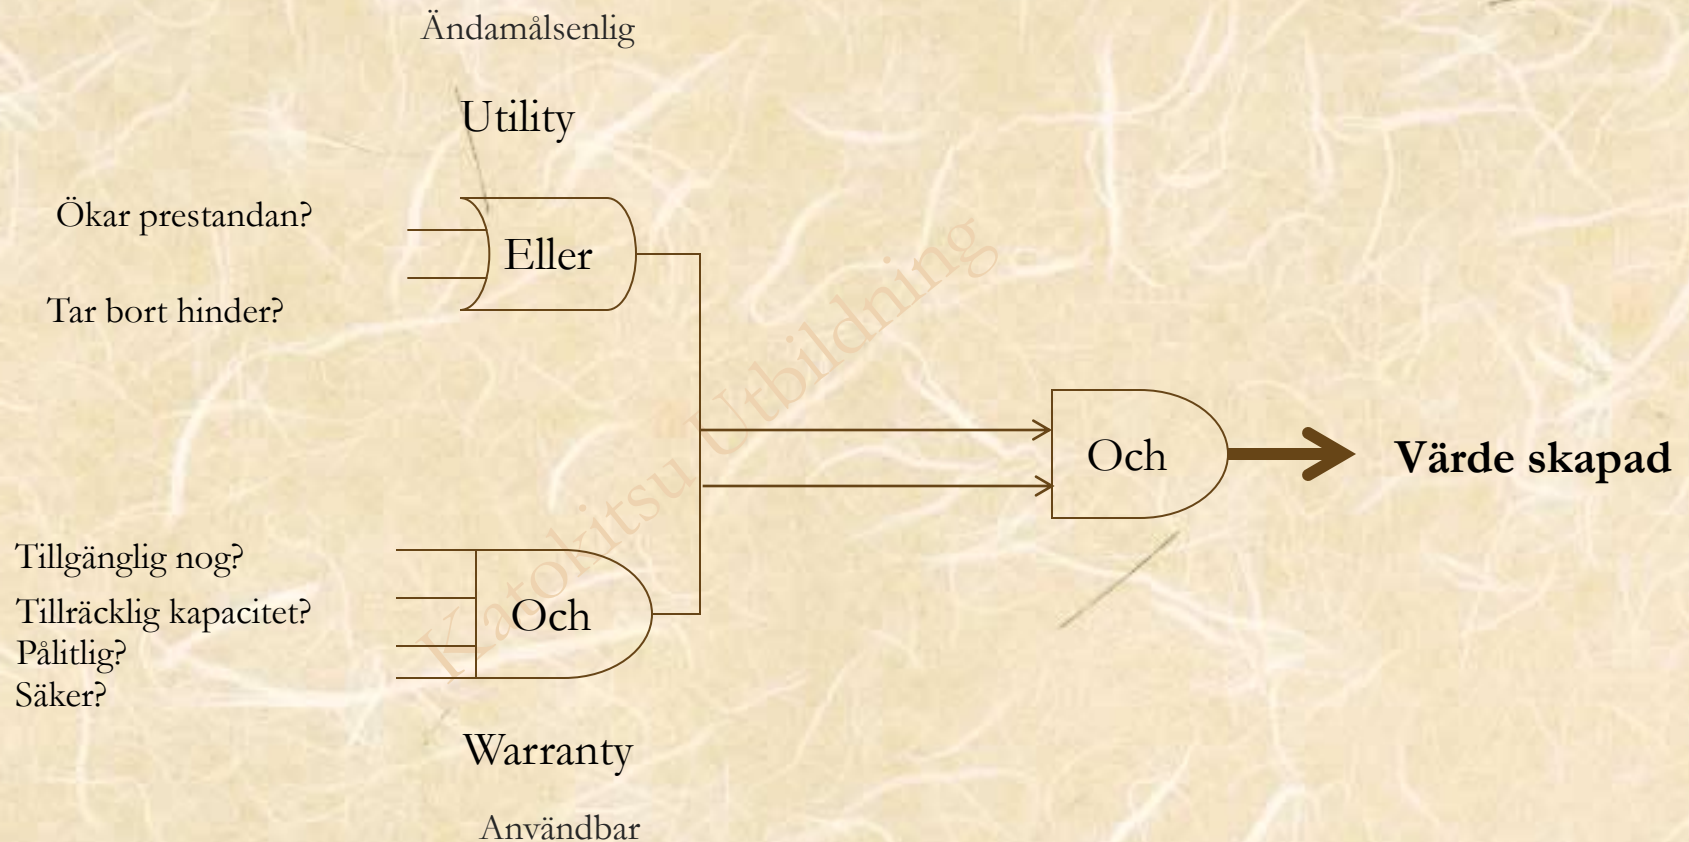 Ändamålsenlig
Utility
Ökar prestandan?
Eller
Tar bort hinder?
Och
Värde skapad
Tillgänglig nog?
Tillräcklig kapacitet?
Pålitlig?
Säker?
Och
Warranty
Användbar
Katokitsu Utbildning